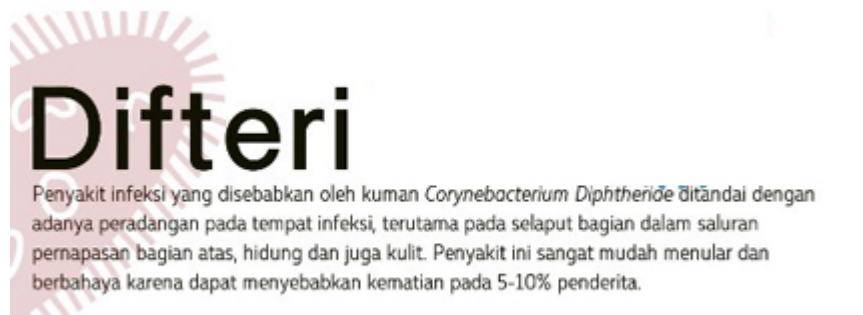 Difteri
Penyakit infeksi yang disebabkan oleh kuman Corynebacterium Diphtheriae ditandai dengan
adanya peradangan pada tempat infeksi, terutama pada selaput bagian dalam saluran
pernapasan bagian atas, hidung dan juga kulit. Penyakit ini sangat mudah menular dan
berbahaya karena dapat menyebabkan kematian pada 5-10% penderita.